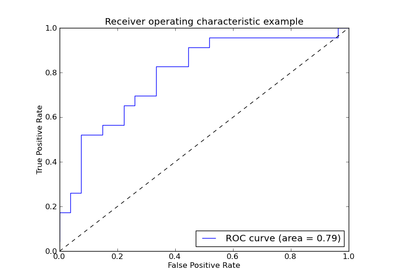 Receiver operating characteristic example
1.0
0.8
0.6
0.4
0.2
0.0
True Positive Rate
0.0 0.2 0.4 0.6 0.8 1.0
False Positive Rate
ROC curve (area = 0.79)